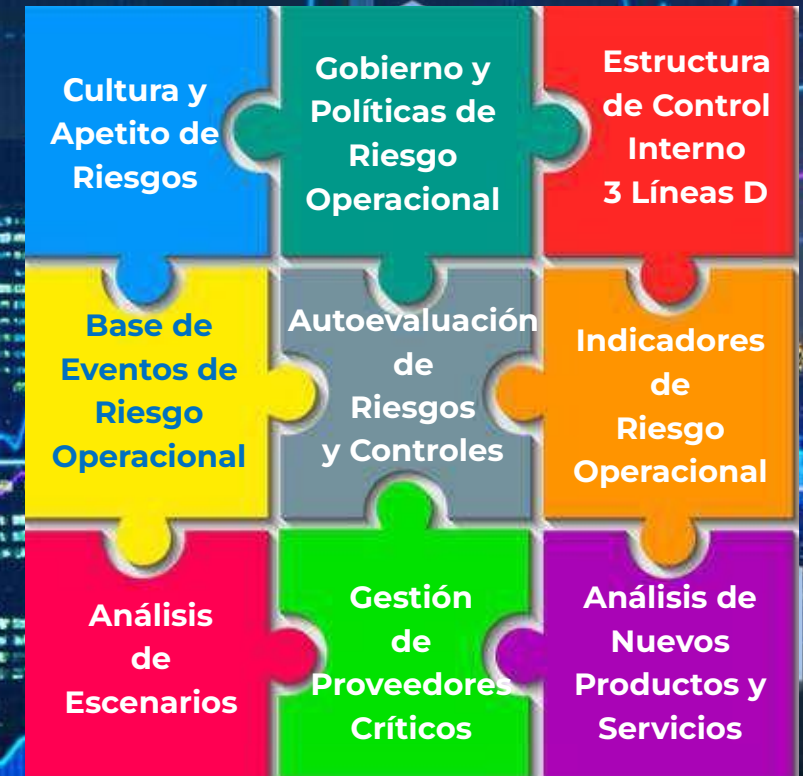 Cultura y
Apetito de
Riesgos
Gobierno y
Políticas de
Riesgo
Operacional
Estructura
de Control
Interno
3 Líneas D
Base de
Eventos de
Riesgo
Operacional
Autoevaluación
de
Riesgos
y Controles
Indicadores
de
Riesgo
Operacional
Análisis
de
Escenarios
Gestión
de
Proveedores
Críticos
Análisis de
Nuevos
Productos y
Servicios